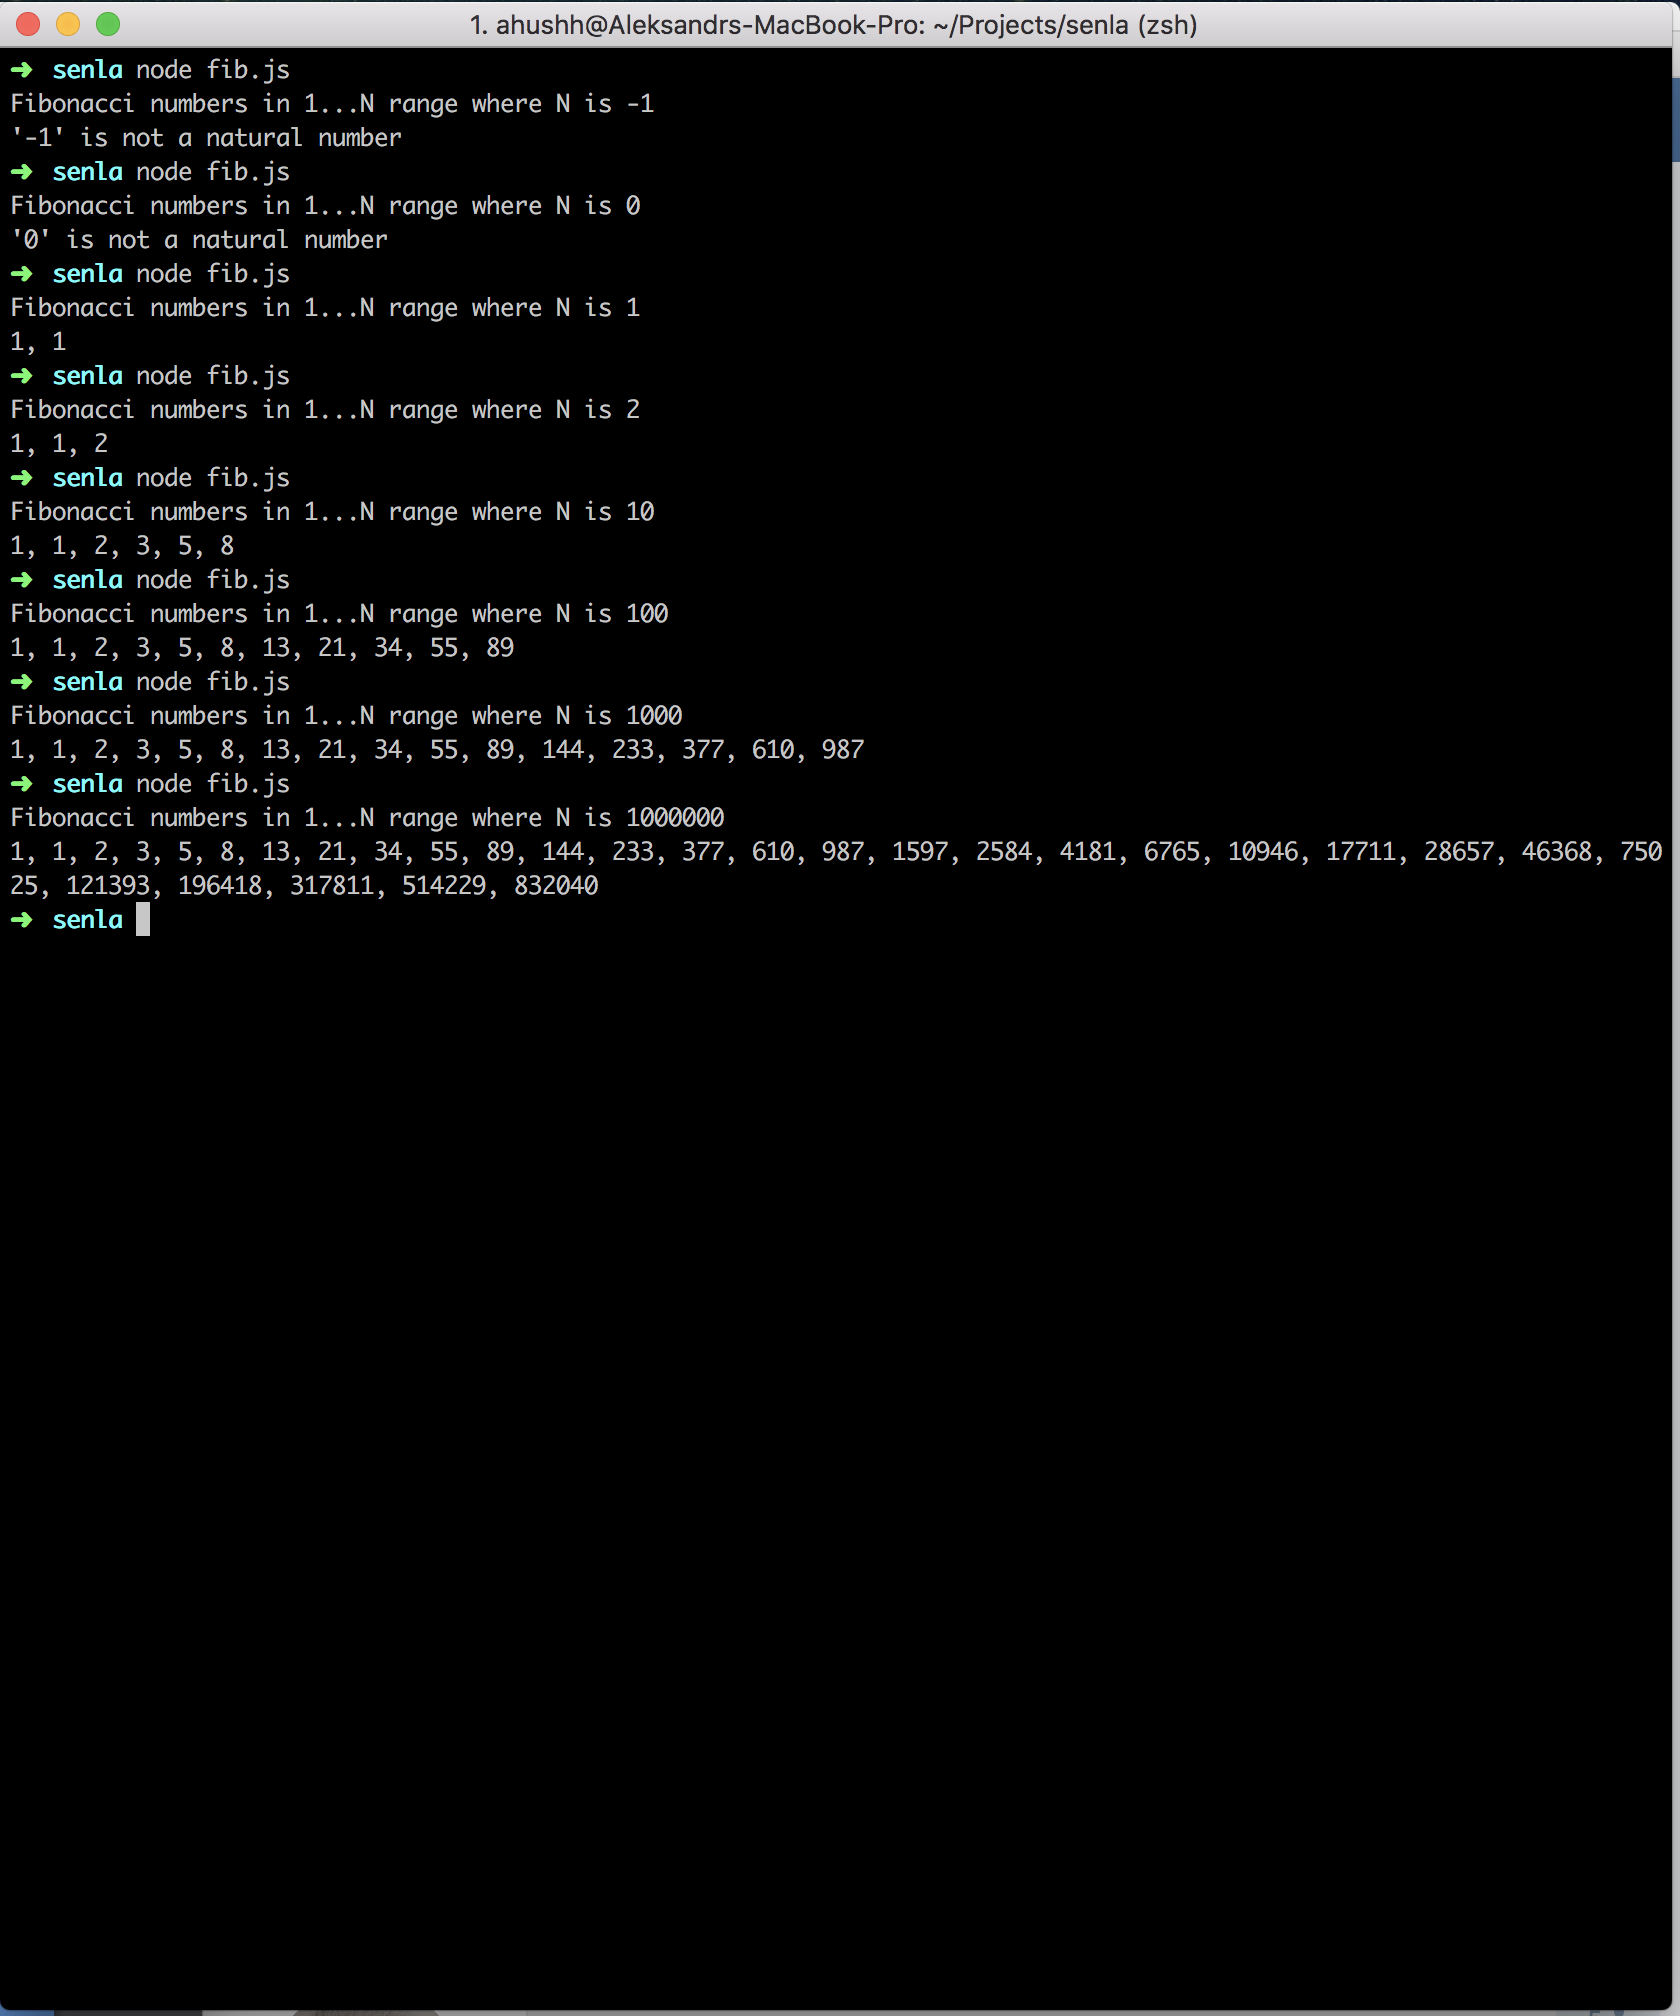 1. ahushh@Aleksandrs-MacBook-Pro: ~/Projects/senla (zsh)
➜ senla node fib.js
Fibonacci numbers in 1...N range where N is -1
'-1' is not a natural number
➜ senla node fib.js
Fibonacci numbers in 1...N range where N is 0
'0' is not a natural number
➜ senla node fib.js
Fibonacci numbers in 1...N range where N is 1
1, 1
➜ senla node fib.js
Fibonacci numbers in 1...N range where N is 2
1, 1, 2
➜ senla node fib.js
Fibonacci numbers in 1...N range where N is 10
1, 1, 2, 3, 5, 8
➜ senla node fib.js
Fibonacci numbers in 1...N range where N is 100
1, 1, 2, 3, 5, 8, 13, 21, 34, 55, 89
➜ senla node fib.js
Fibonacci numbers in 1...N range where N is 1000
1, 1, 2, 3, 5, 8, 13, 21, 34, 55, 89, 144, 233, 377, 610, 987
➜ senla node fib.js
Fibonacci numbers in 1...N range where N is 1000000
1, 1, 2, 3, 5, 8, 13, 21, 34, 55, 89, 144, 233, 377, 610, 987, 1597, 2584, 4181, 6765, 10946, 17711, 28657, 46368, 750
25, 121393, 196418, 317811, 514229, 832040
➜ senla